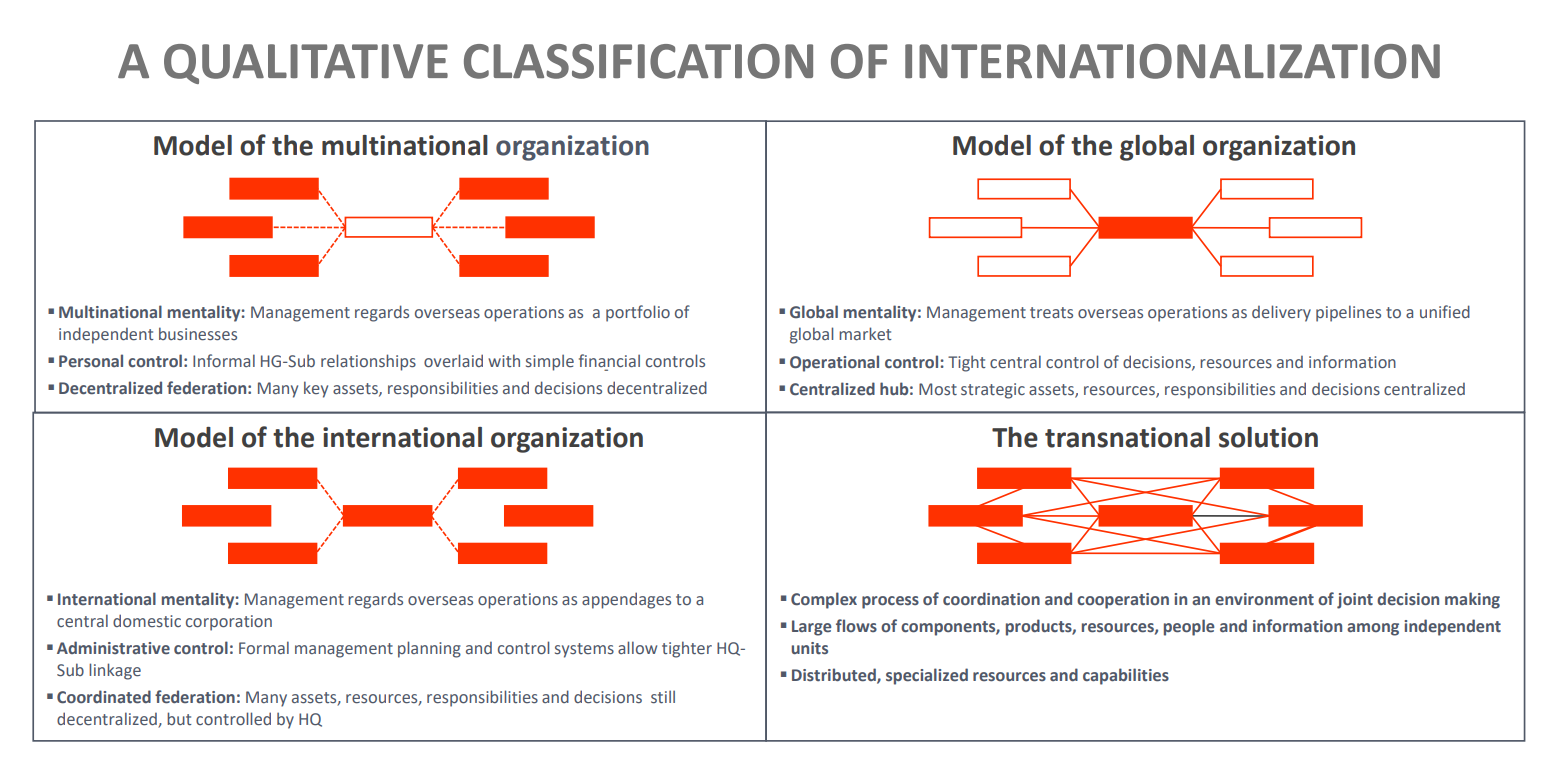 A QUALITATIVE CLASSIFICATION OF INTERNATIONALIZATION
Model of the multinational organization
▪ Multinational mentality: Management regards overseas operations as a portfolio of
independent businesses
▪ Personal control: Informal HG-Sub relationships overlaid with simple financial controls
▪ Decentralized federation: Many key assets, responsibilities and decisions decentralized
Model of the global organization
▪ Global mentality: Management treats overseas operations as delivery pipelines to a unified
global market
▪ Operational control: Tight central control of decisions, resources and information
▪ Centralized hub: Most strategic assets, resources, responsibilities and decisions centralized
Model of the international organization
▪ International mentality: Management regards overseas operations as appendages to a
central domestic corporation
▪ Administrative control: Formal management planning and control systems allow tighter HQ-
Sub linkage
▪ Coordinated federation: Many assets, resources, responsibilities and decisions still
decentralized, but controlled by HQ
The transnational solution
▪ Complex process of coordination and cooperation in an environment of joint decision making
▪ Large flows of components, products, resources, people and information among independent
units
▪ Distributed, specialized resources and capabilities